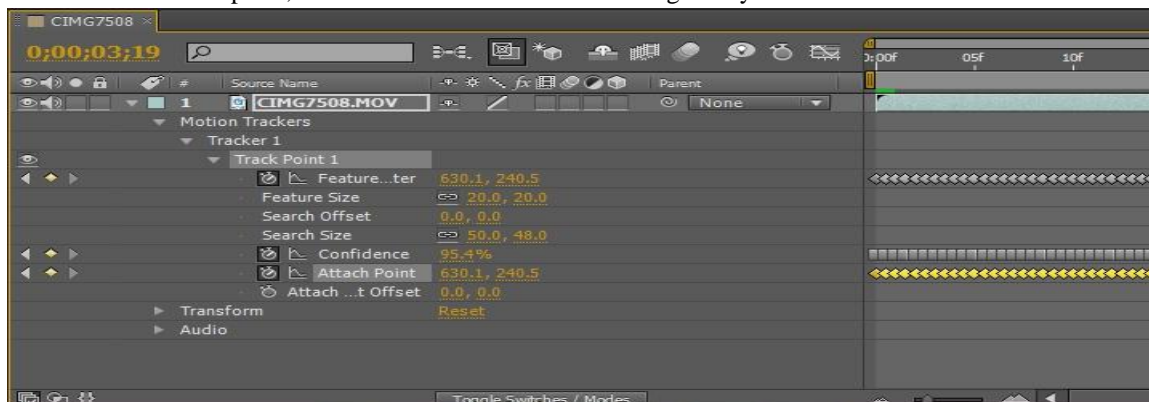 CIMG7508 ×
0;00;03;19
0:00f 05f 10f
# Source Name fx Parent
1 CIMG7508.MOV None
Motion Trackers
Tracker 1
Track Point 1
Feature...ter 630.1, 240.5
Feature Size 20.0, 20.0
Search Offset 0.0, 0.0
Search Size 50.0, 48.0
Confidence 95.4%
Attach Point 630.1, 240.5
Attach ...t Offset 0.0, 0.0
Transform Reset
Audio
Toggle Switches / Modes